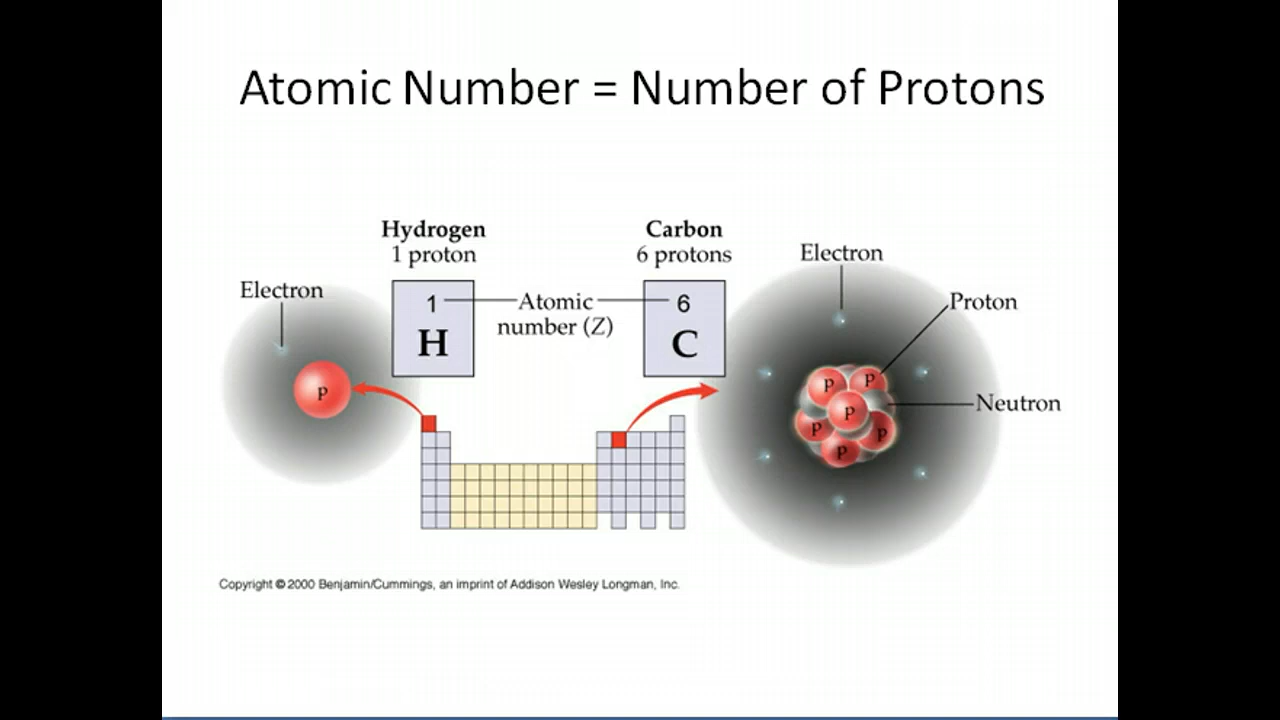 Atomic Number = Number of Protons
Hydrogen
1 proton
Carbon
6 protons
Electron
Electron
Proton
Neutron
1
H
Atomic
number (Z)
6
C
p
p
p
p
p
p
p
Copyright © 2000 Benjamin/Cummings, an imprint of Addison Wesley Longman, Inc.